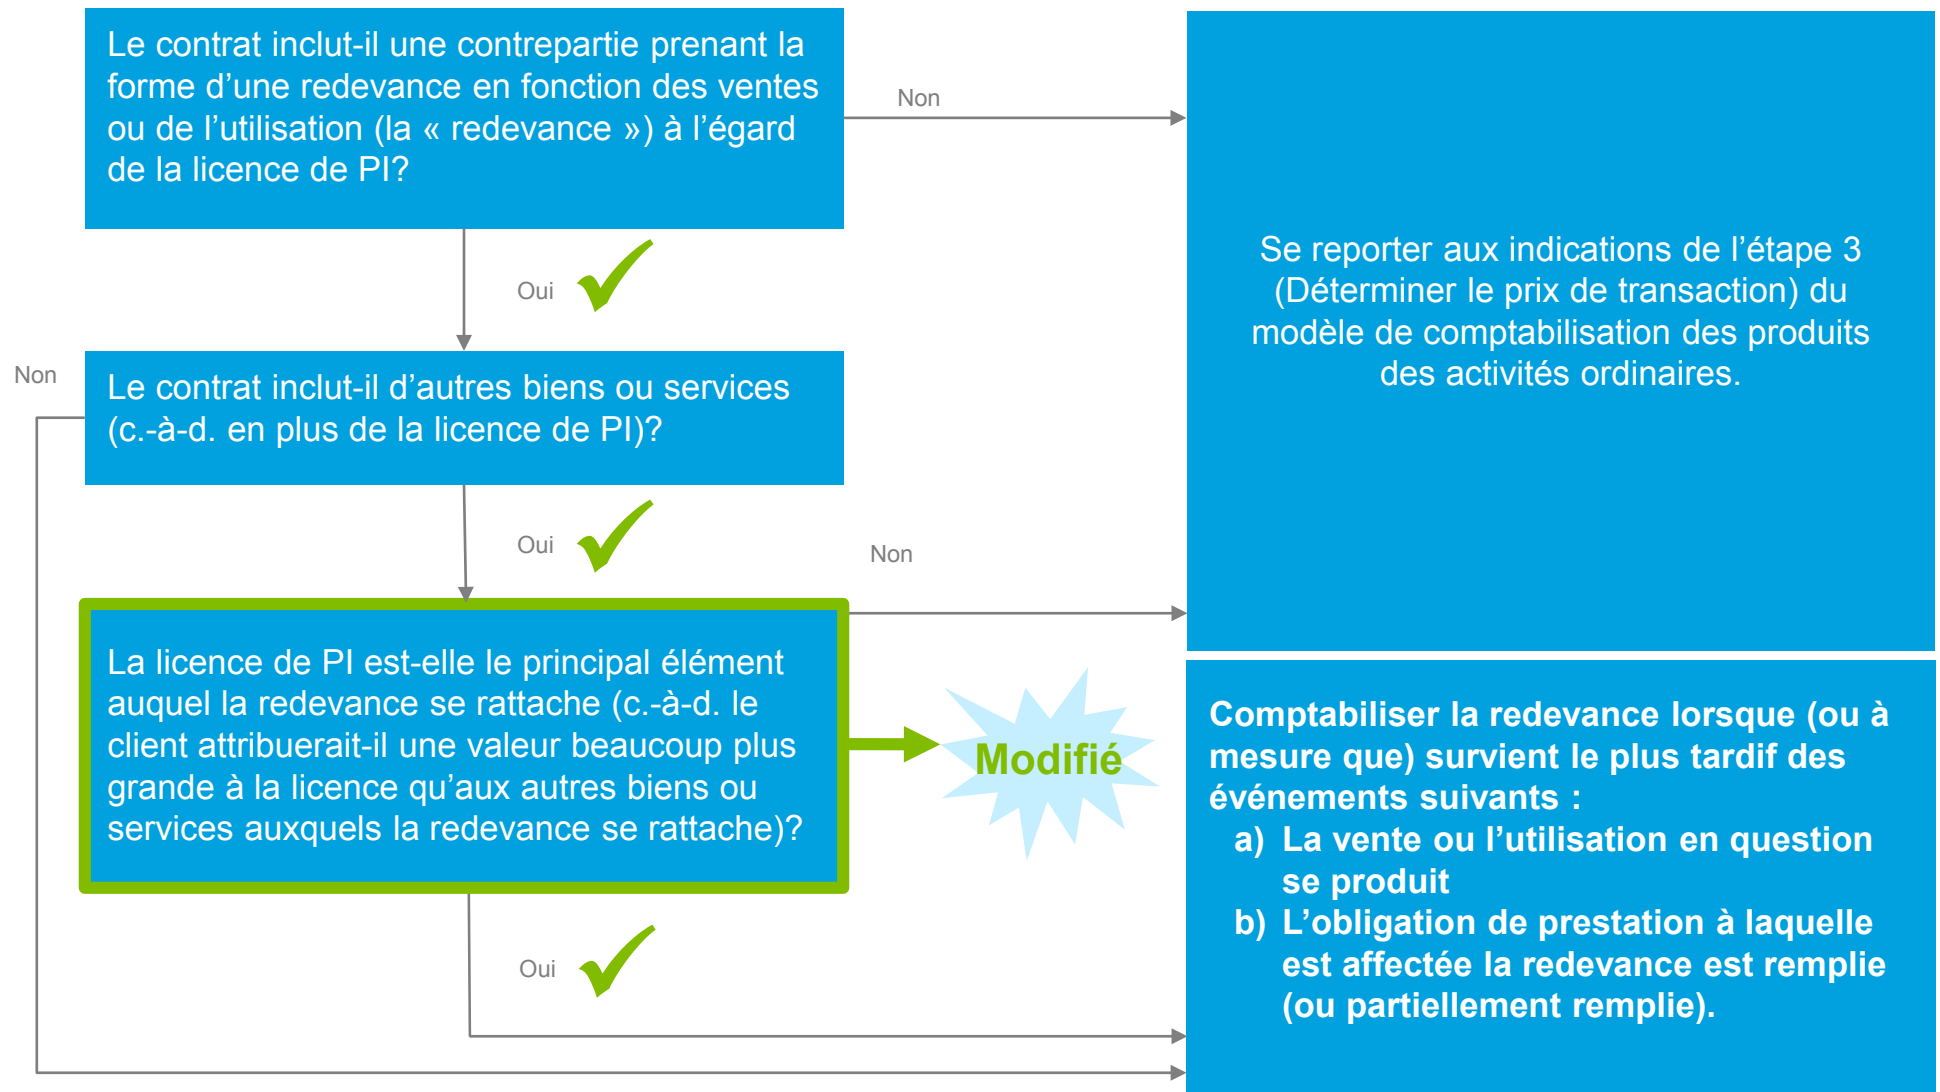 Le contrat inclut-il une contrepartie prenant la
forme d’une redevance en fonction des ventes
ou de l’utilisation (la « redevance ») à l’égard
de la licence de PI?
Non
Oui
Se reporter aux indications de l’étape 3
(Déterminer le prix de transaction) du
modèle de comptabilisation des produits
des activités ordinaires.
Non
Le contrat inclut-il d’autres biens ou services
(c.-à-d. en plus de la licence de PI)?
Oui
Non
La licence de PI est-elle le principal élément
auquel la redevance se rattache (c.-à-d. le
client attribuerait-il une valeur beaucoup plus
grande à la licence qu’aux autres biens ou
services auxquels la redevance se rattache)?
Modifié
Oui
Comptabiliser la redevance lorsque (ou à
mesure que) survient le plus tardif des
événements suivants :
a) La vente ou l’utilisation en question
se produit
b) L’obligation de prestation à laquelle
est affectée la redevance est remplie
(ou partiellement remplie).